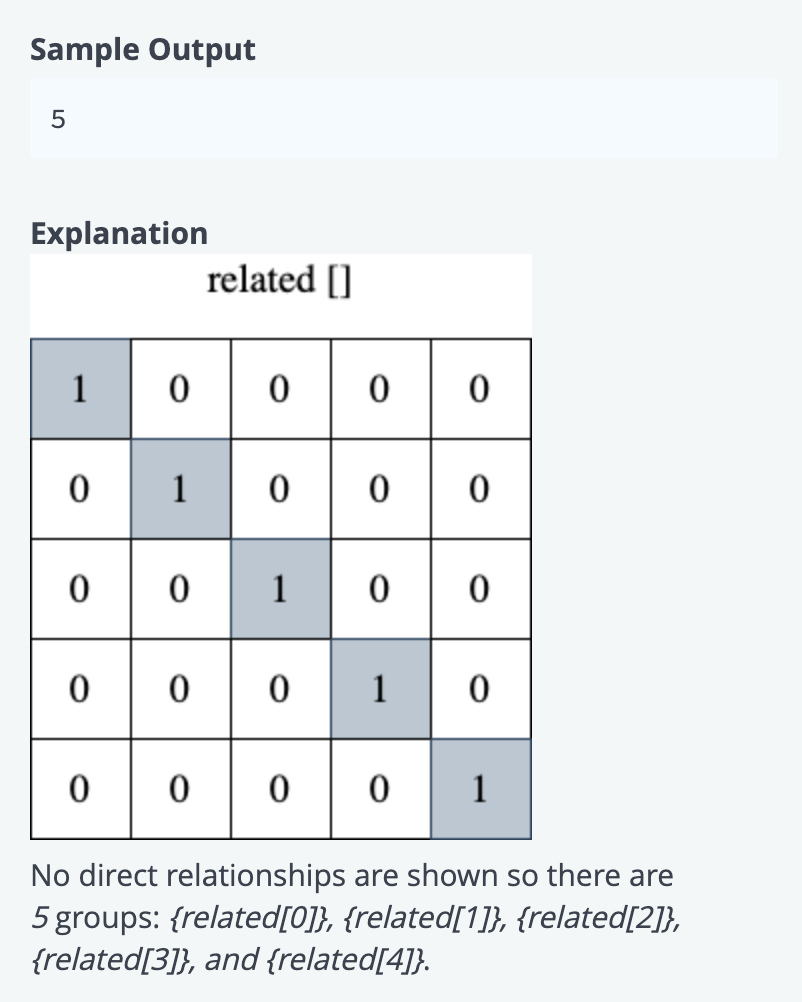 Sample Output
5
Explanation
related []
1 0 0 0 0
0 1 0 0 0
0 0 1 0 0
0 0 0 1 0
0 0 0 0 1
No direct relationships are shown so there are
5 groups: {related[0]}, {related[1]}, {related[2]},
{related[3]}, and {related[4]}.